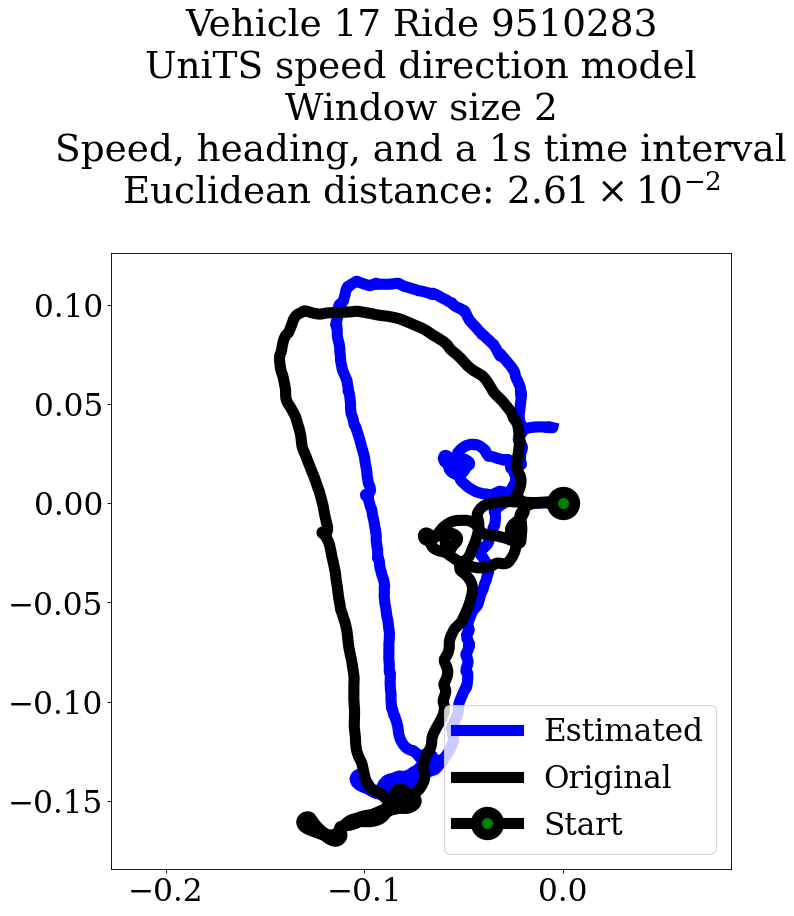 Vehicle 17 Ride 9510283
UniTS speed direction model
Window size 2
Speed, heading, and a 1s time interval
Euclidean distance: 2.61 × 10⁻²
0.10
0.05
0.00
−0.05
−0.10
−0.15
Estimated
Original
Start
−0.2
−0.1
0.0